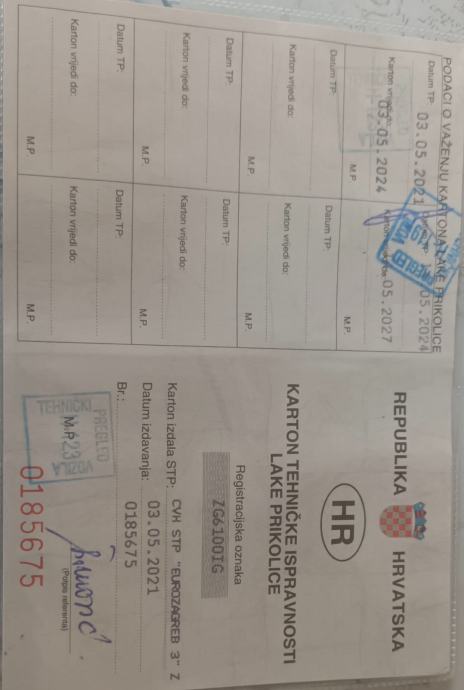 PODACI O VAŽENJU KARTONA LAKE PRIKOLICE
Datum TP: 03.05.2021
Karton vrijedi do: 03.05.2024
M.P.
Datum TP:
Karton vrijedi do:
M.P.
Datum TP:
Karton vrijedi do:
M.P.
Datum TP:
Karton vrijedi do:
M.P.
05.2024
.05.2027
M.P.
Datum TP:
Karton vrijedi do:
M.P.
Datum TP:
Karton vrijedi do:
M.P.
Datum TP:
Karton vrijedi do:
M.P.
PREGLED
REPUBLIKA HRVATSKA
HR
KARTON TEHNIČKE ISPRAVNOSTI
LAKE PRIKOLICE
Registracijska oznaka
ZG6100IG
Karton izdala STP: CVH STP "EUROZAGREB 3" Z
Datum izdavanja: 03.05.2021
Br.: 0185675
M.P.
TEHNIČKI PREGLED
VOZILA
(Potpis referenta)
0185675